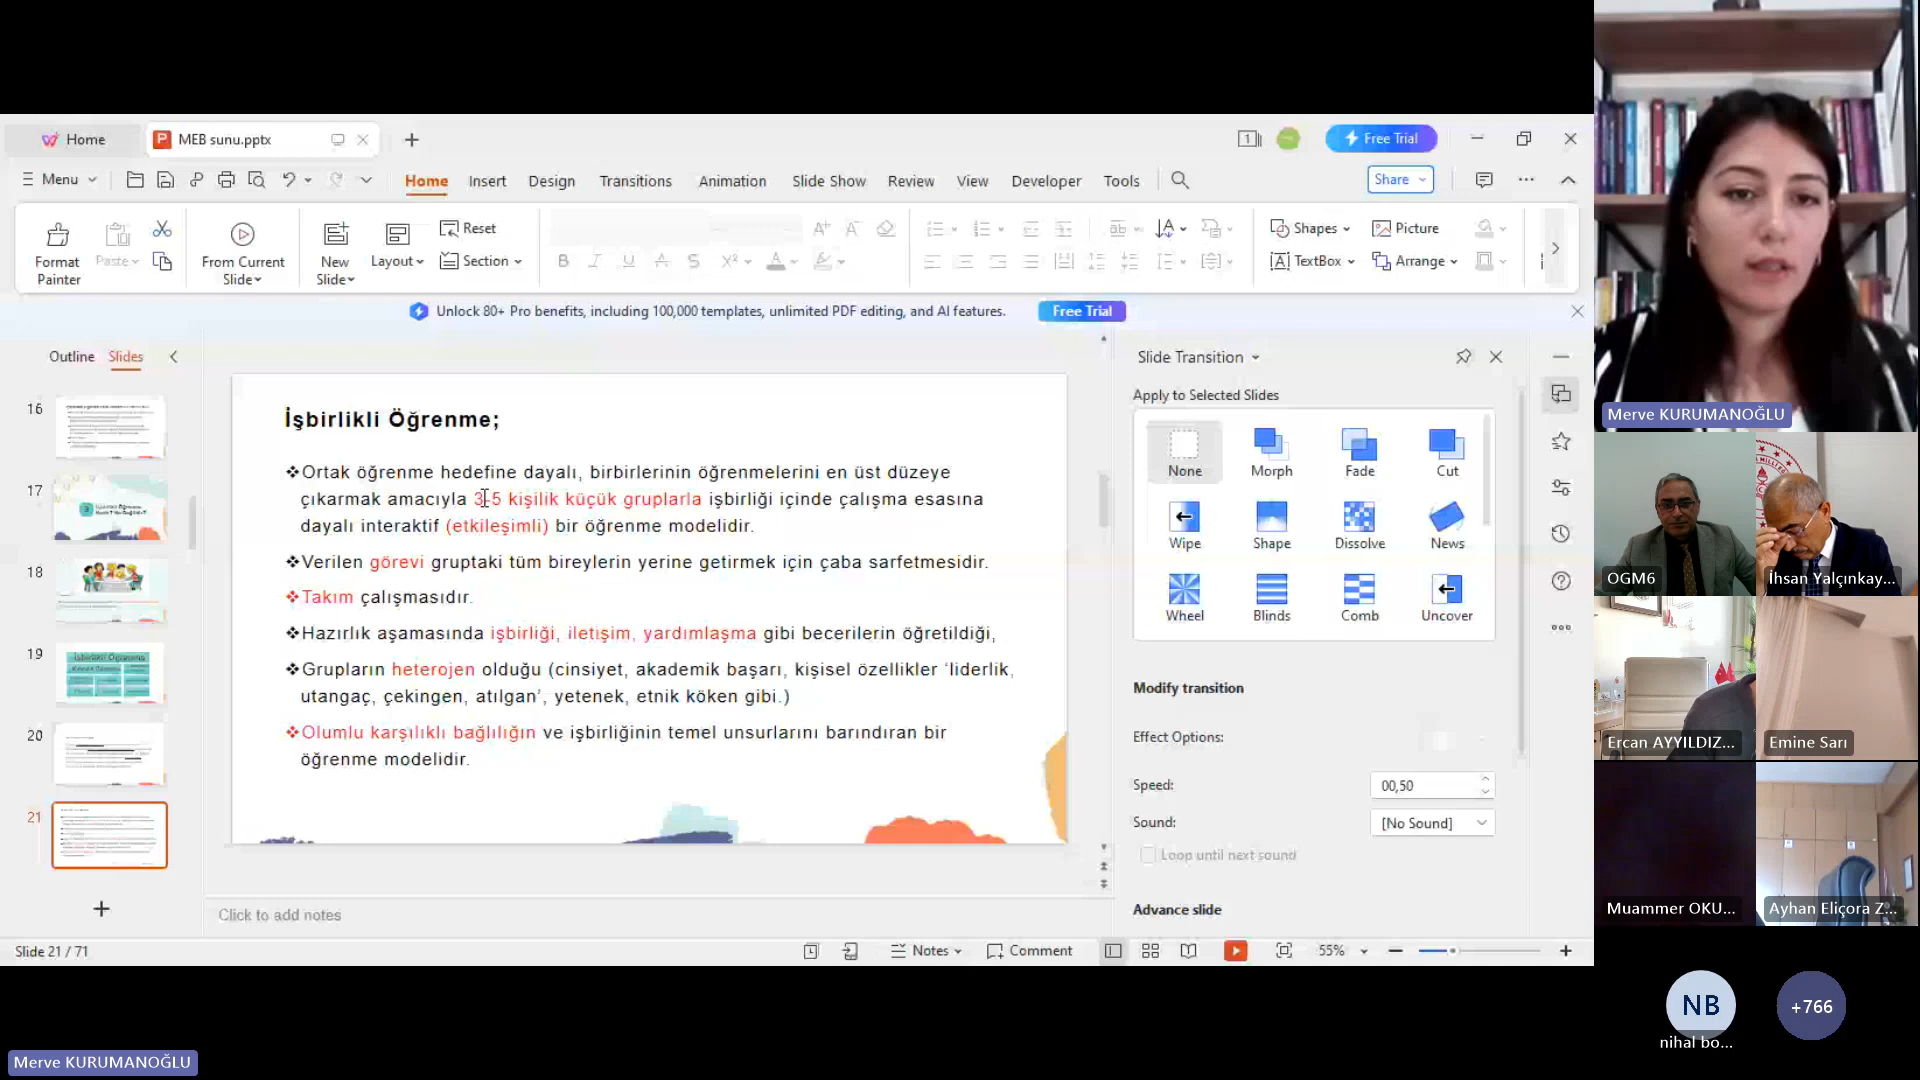 Home
MEB sunu.pptx
Free Trial
Menu
Home
Insert
Design
Transitions
Animation
Slide Show
Review
View
Developer
Tools
Share
Format Painter
Paste
From Current Slide
New Slide
Layout
Reset
Section
Shapes
Picture
TextBox
Arrange
Unlock 80+ Pro benefits, including 100,000 templates, unlimited PDF editing, and AI features.
Free Trial
Outline
Slides
16
17
18
19
20
21
İşbirlikli Öğrenme;
❖Ortak öğrenme hedefine dayalı, birbirlerinin öğrenmelerini en üst düzeye
çıkarmak amacıyla 3-5 kişilik küçük gruplarla işbirliği içinde çalışma esasına
dayalı interaktif (etkileşimli) bir öğrenme modelidir.
❖Verilen görevi gruptaki tüm bireylerin yerine getirmek için çaba sarfetmesidir.
❖Takım çalışmasıdır.
❖Hazırlık aşamasında işbirliği, iletişim, yardımlaşma gibi becerilerin öğretildiği,
❖Grupların heterojen olduğu (cinsiyet, akademik başarı, kişisel özellikler ‘liderlik,
utangaç, çekingen, atılgan’, yetenek, etnik köken gibi.)
❖Olumlu karşılıklı bağlılığın ve işbirliğinin temel unsurlarını barındıran bir
öğrenme modelidir.
Click to add notes
Slide Transition
Apply to Selected Slides
None
Morph
Fade
Cut
Wipe
Shape
Dissolve
News
Wheel
Blinds
Comb
Uncover
Modify transition
Effect Options:
Speed:
00,50
Sound:
[No Sound]
Loop until next sound
Advance slide
Slide 21 / 71
Notes
Comment
55%
Merve KURUMANOĞLU
OGM6
İhsan Yalçınkay...
Ercan AYYILDIZ...
Emine Sarı
Muammer OKU...
Ayhan Eliçora Z...
NB
+766
nihal bo...
Merve KURUMANOĞLU